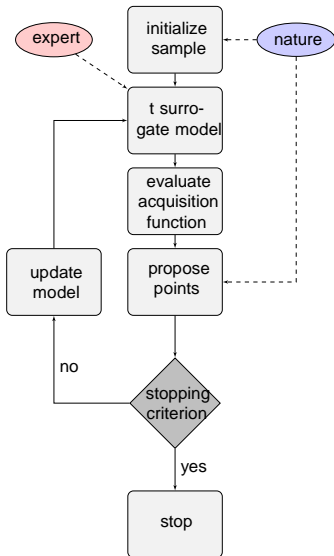 initialize
sample
expert
nature
t surro-
gate model
evaluate
acquisition
function
update
model
propose
points
no
stopping
criterion
yes
stop